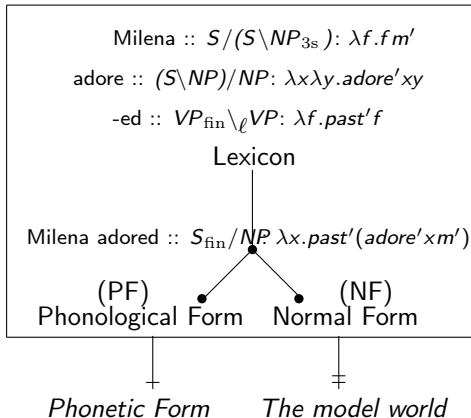 Milena :: S/(S\NP3s): λf.fm′
adore :: (S\NP)/NP: λxλy.adore′xy
-ed :: VPfin\ℓVP: λf.past′f
Lexicon
Milena adored :: Sfin/NP: λx.past′(adore′xm′)
(PF) (NF)
Phonological Form Normal Form
Phonetic Form The model world